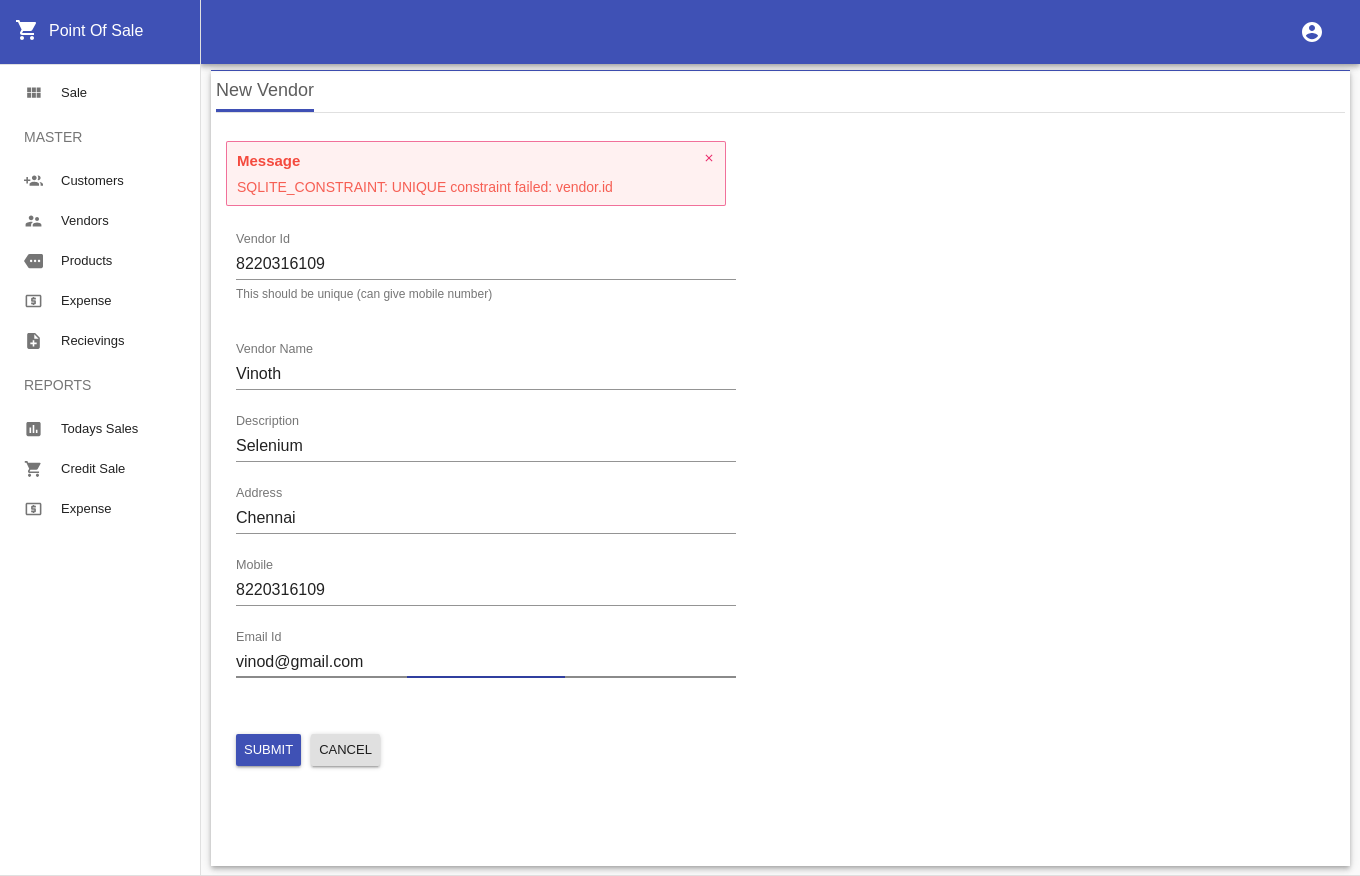 Point Of Sale
Sale
MASTER
Customers
Vendors
Products
Expense
Recievings
REPORTS
Todays Sales
Credit Sale
Expense
New Vendor
Message
×
SQLITE_CONSTRAINT: UNIQUE constraint failed: vendor.id
Vendor Id
8220316109
This should be unique (can give mobile number)
Vendor Name
Vinoth
Description
Selenium
Address
Chennai
Mobile
8220316109
Email Id
vinod@gmail.com
SUBMIT CANCEL